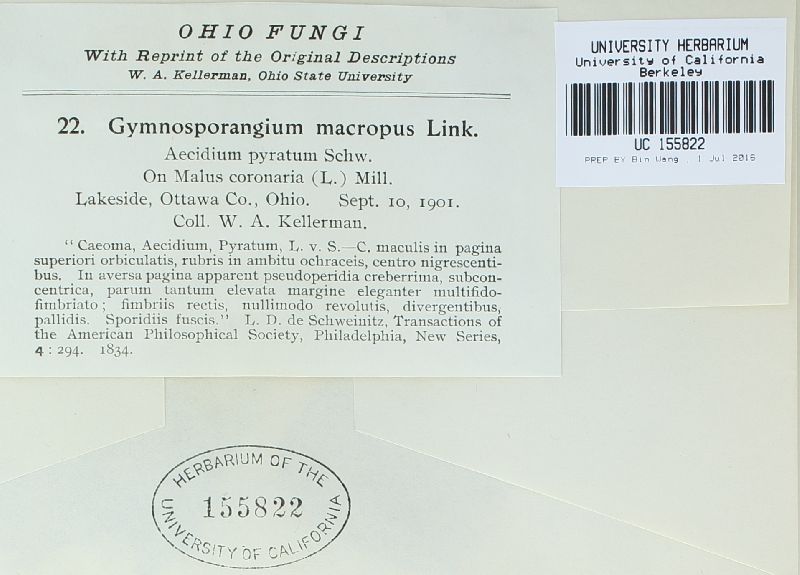 OHIO FUNGI
With Reprint of the Original Descriptions
W. A. Kellerman, Ohio State University
22. Gymnosporangium macropus Link.
Aecidium pyratum Schw.
On Malus coronaria (L.) Mill.
Lakeside, Ottawa Co., Ohio. Sept. 10, 1901.
Coll. W. A. Kellerman.
"Caeoma, Aecidium, Pyratum, L. v. S.—C. maculis in pagina
superiori orbiculatis, rubris in ambitu ochraceis, centro nigrescenti-
bus. In aversa pagina apparent pseudoperidia creberrima, subcon-
centrica, parum tantum elevata margine eleganter multifido-
fimbriato; fimbriis rectis, nullimodo revolutis, divergentibus,
pallidis. Sporidiis fuscis." L. D. de Schweinitz, Transactions of
the American Philosophical Society, Philadelphia, New Series,
4: 294. 1834.
UNIVERSITY HERBARIUM
University of California
Berkeley
UC 155822
PREP BY Bin Wang , 1 Jul 2016
HERBARIUM OF THE
155822
UNIVERSITY OF CALIFORNIA